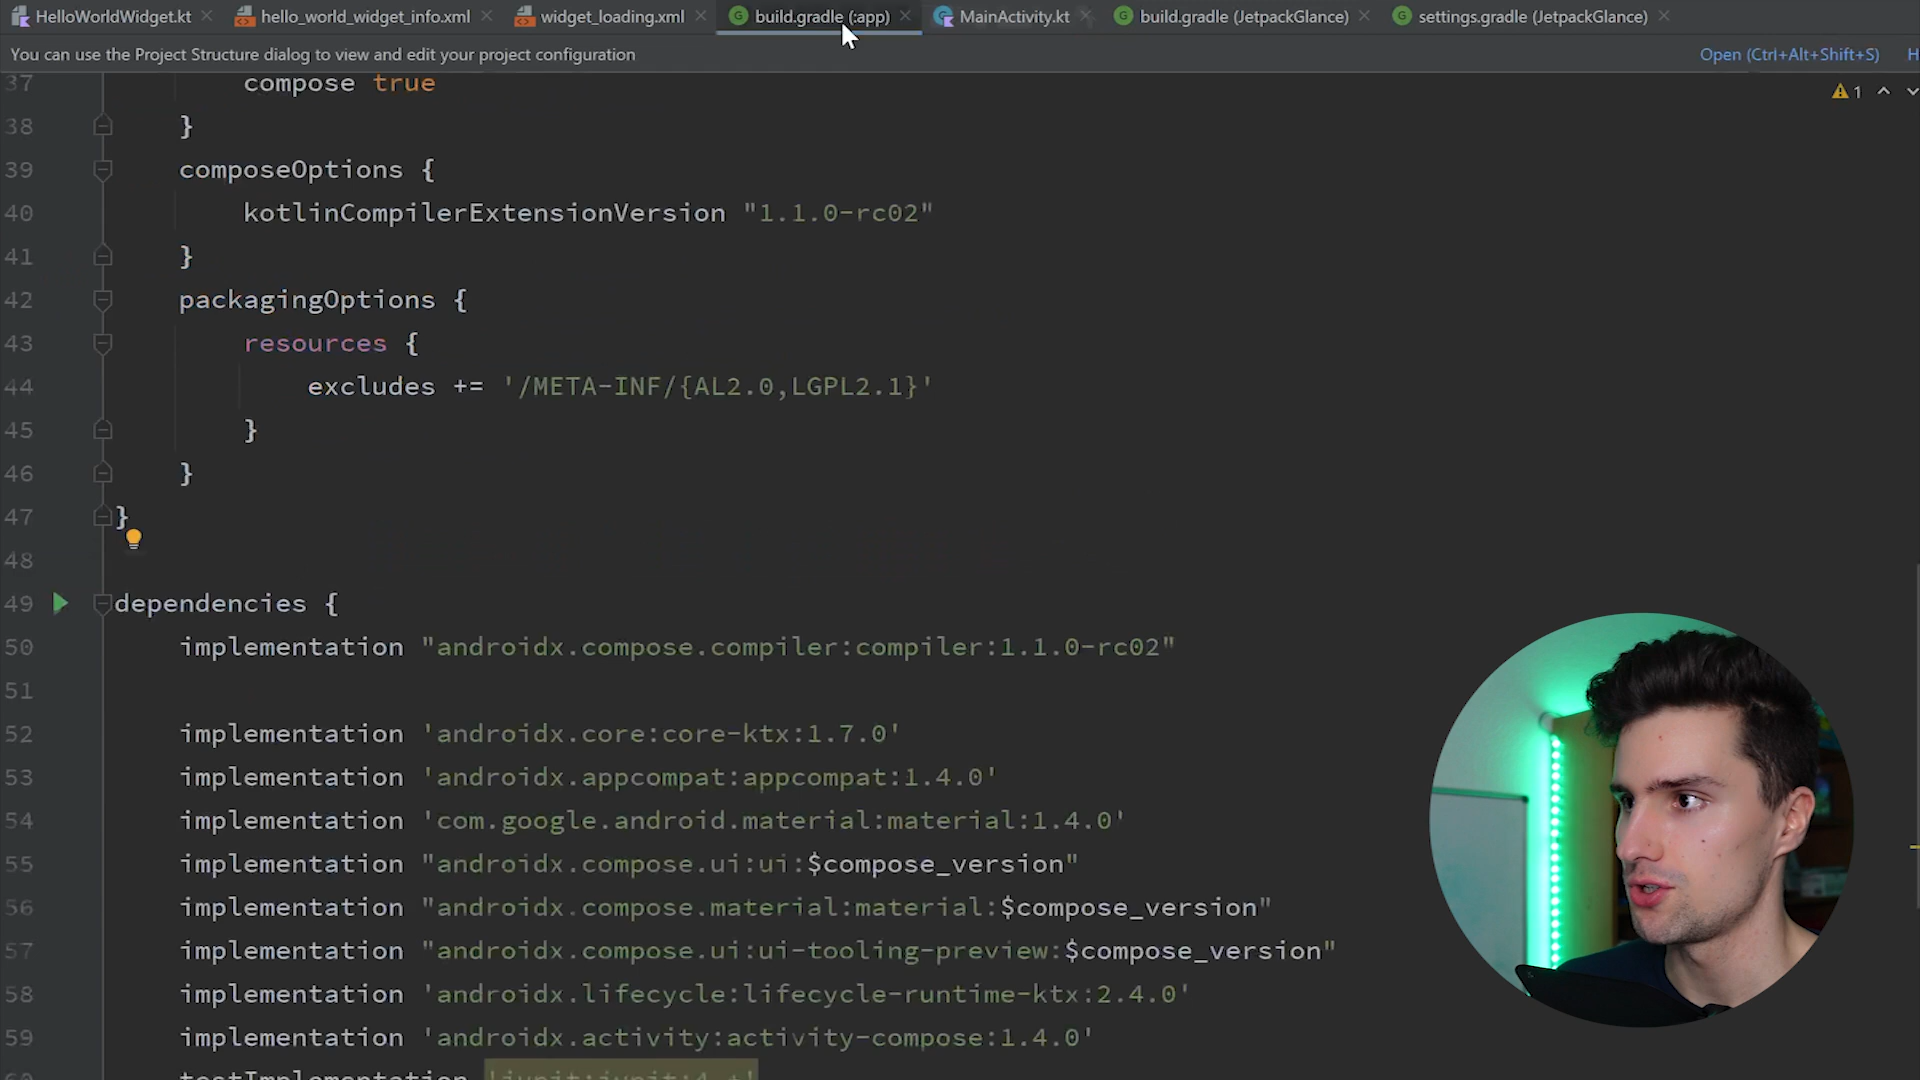 HelloWorldWidget.kt hello_world_widget_info.xml widget_loading.xml build.gradle (:app) MainActivity.kt build.gradle (JetpackGlance) settings.gradle (JetpackGlance)
You can use the Project Structure dialog to view and edit your project configuration Open (Ctrl+Alt+Shift+S) H
1
37 compose true
38 }
39 composeOptions {
40 kotlinCompilerExtensionVersion "1.1.0-rc02"
41 }
42 packagingOptions {
43 resources {
44 excludes += '/META-INF/{AL2.0,LGPL2.1}'
45 }
46 }
47 }
48
49 dependencies {
50 implementation "androidx.compose.compiler:compiler:1.1.0-rc02"
51
52 implementation 'androidx.core:core-ktx:1.7.0'
53 implementation 'androidx.appcompat:appcompat:1.4.0'
54 implementation 'com.google.android.material:material:1.4.0'
55 implementation "androidx.compose.ui:ui:$compose_version"
56 implementation "androidx.compose.material:material:$compose_version"
57 implementation "androidx.compose.ui:ui-tooling-preview:$compose_version"
58 implementation 'androidx.lifecycle:lifecycle-runtime-ktx:2.4.0'
59 implementation 'androidx.activity:activity-compose:1.4.0'
60 testImplementation 'junit:junit:4.+'